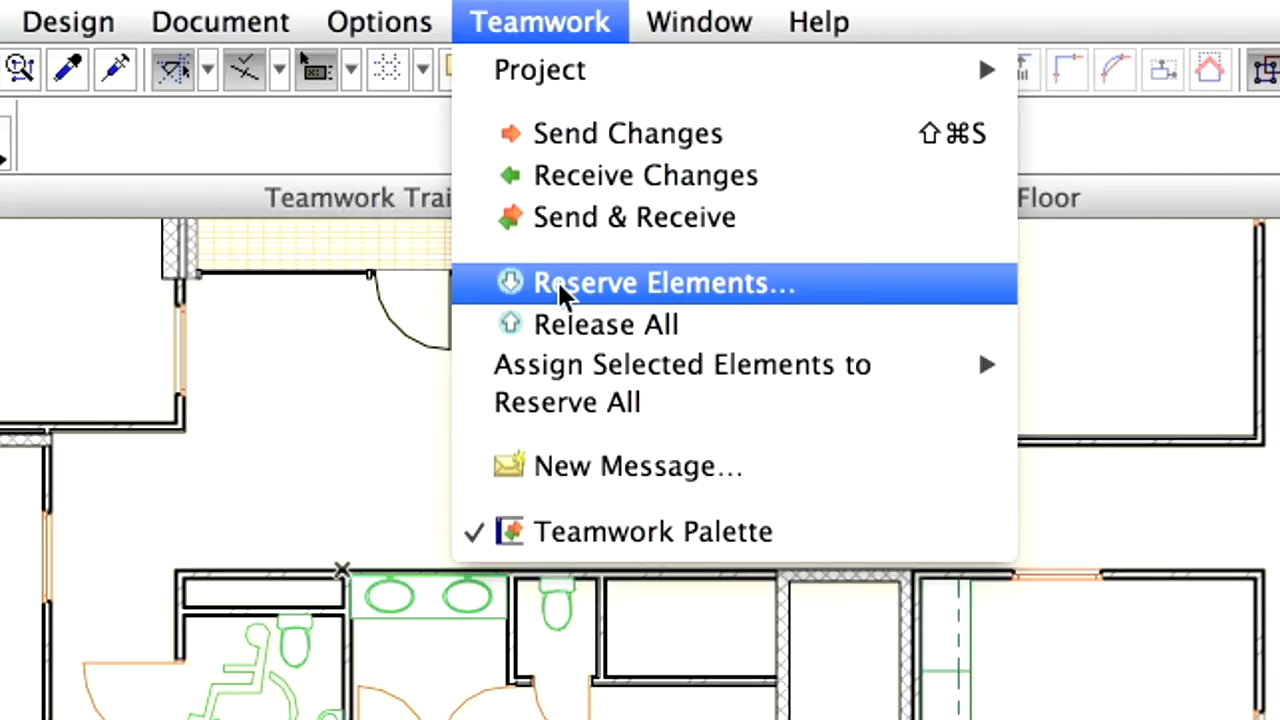 Design Document Options Teamwork Window Help
Project
Send Changes ⇧⌘S
Receive Changes
Teamwork Trai Floor
Send & Receive
Reserve Elements...
Release All
Assign Selected Elements to
Reserve All
New Message...
Teamwork Palette